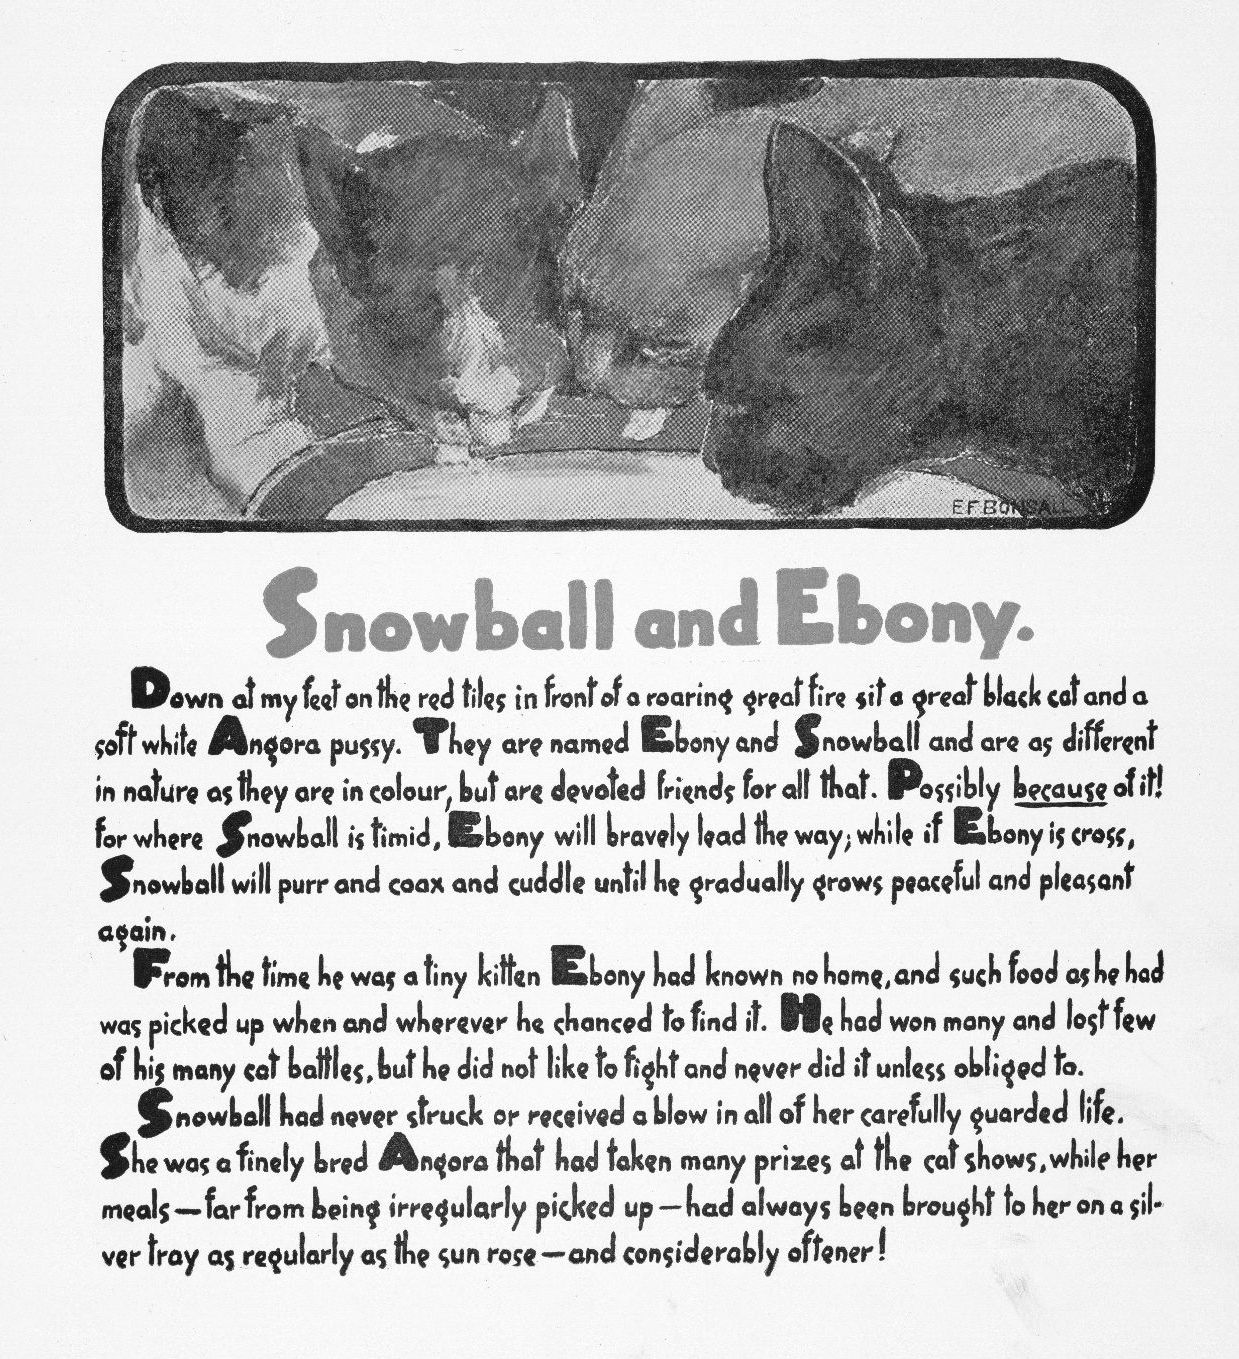 E F BONSALL
Snowball and Ebony.
Down at my feet on the red tiles in front of a roaring great fire sit a great black cat and a
soft white Angora pussy. They are named Ebony and Snowball and are as different
in nature as they are in colour, but are devoted friends for all that. Possibly because of it!
for where Snowball is timid, Ebony will bravely lead the way; while if Ebony is cross,
Snowball will purr and coax and cuddle until he gradually grows peaceful and pleasant
again.
From the time he was a tiny kitten Ebony had known no home, and such food as he had
was picked up when and wherever he chanced to find it. He had won many and lost few
of his many cat battles, but he did not like to fight and never did it unless obliged to.
Snowball had never struck or received a blow in all of her carefully guarded life.
She was a finely bred Angora that had taken many prizes at the cat shows, while her
meals—far from being irregularly picked up—had always been brought to her on a sil-
ver tray as regularly as the sun rose—and considerably oftener!